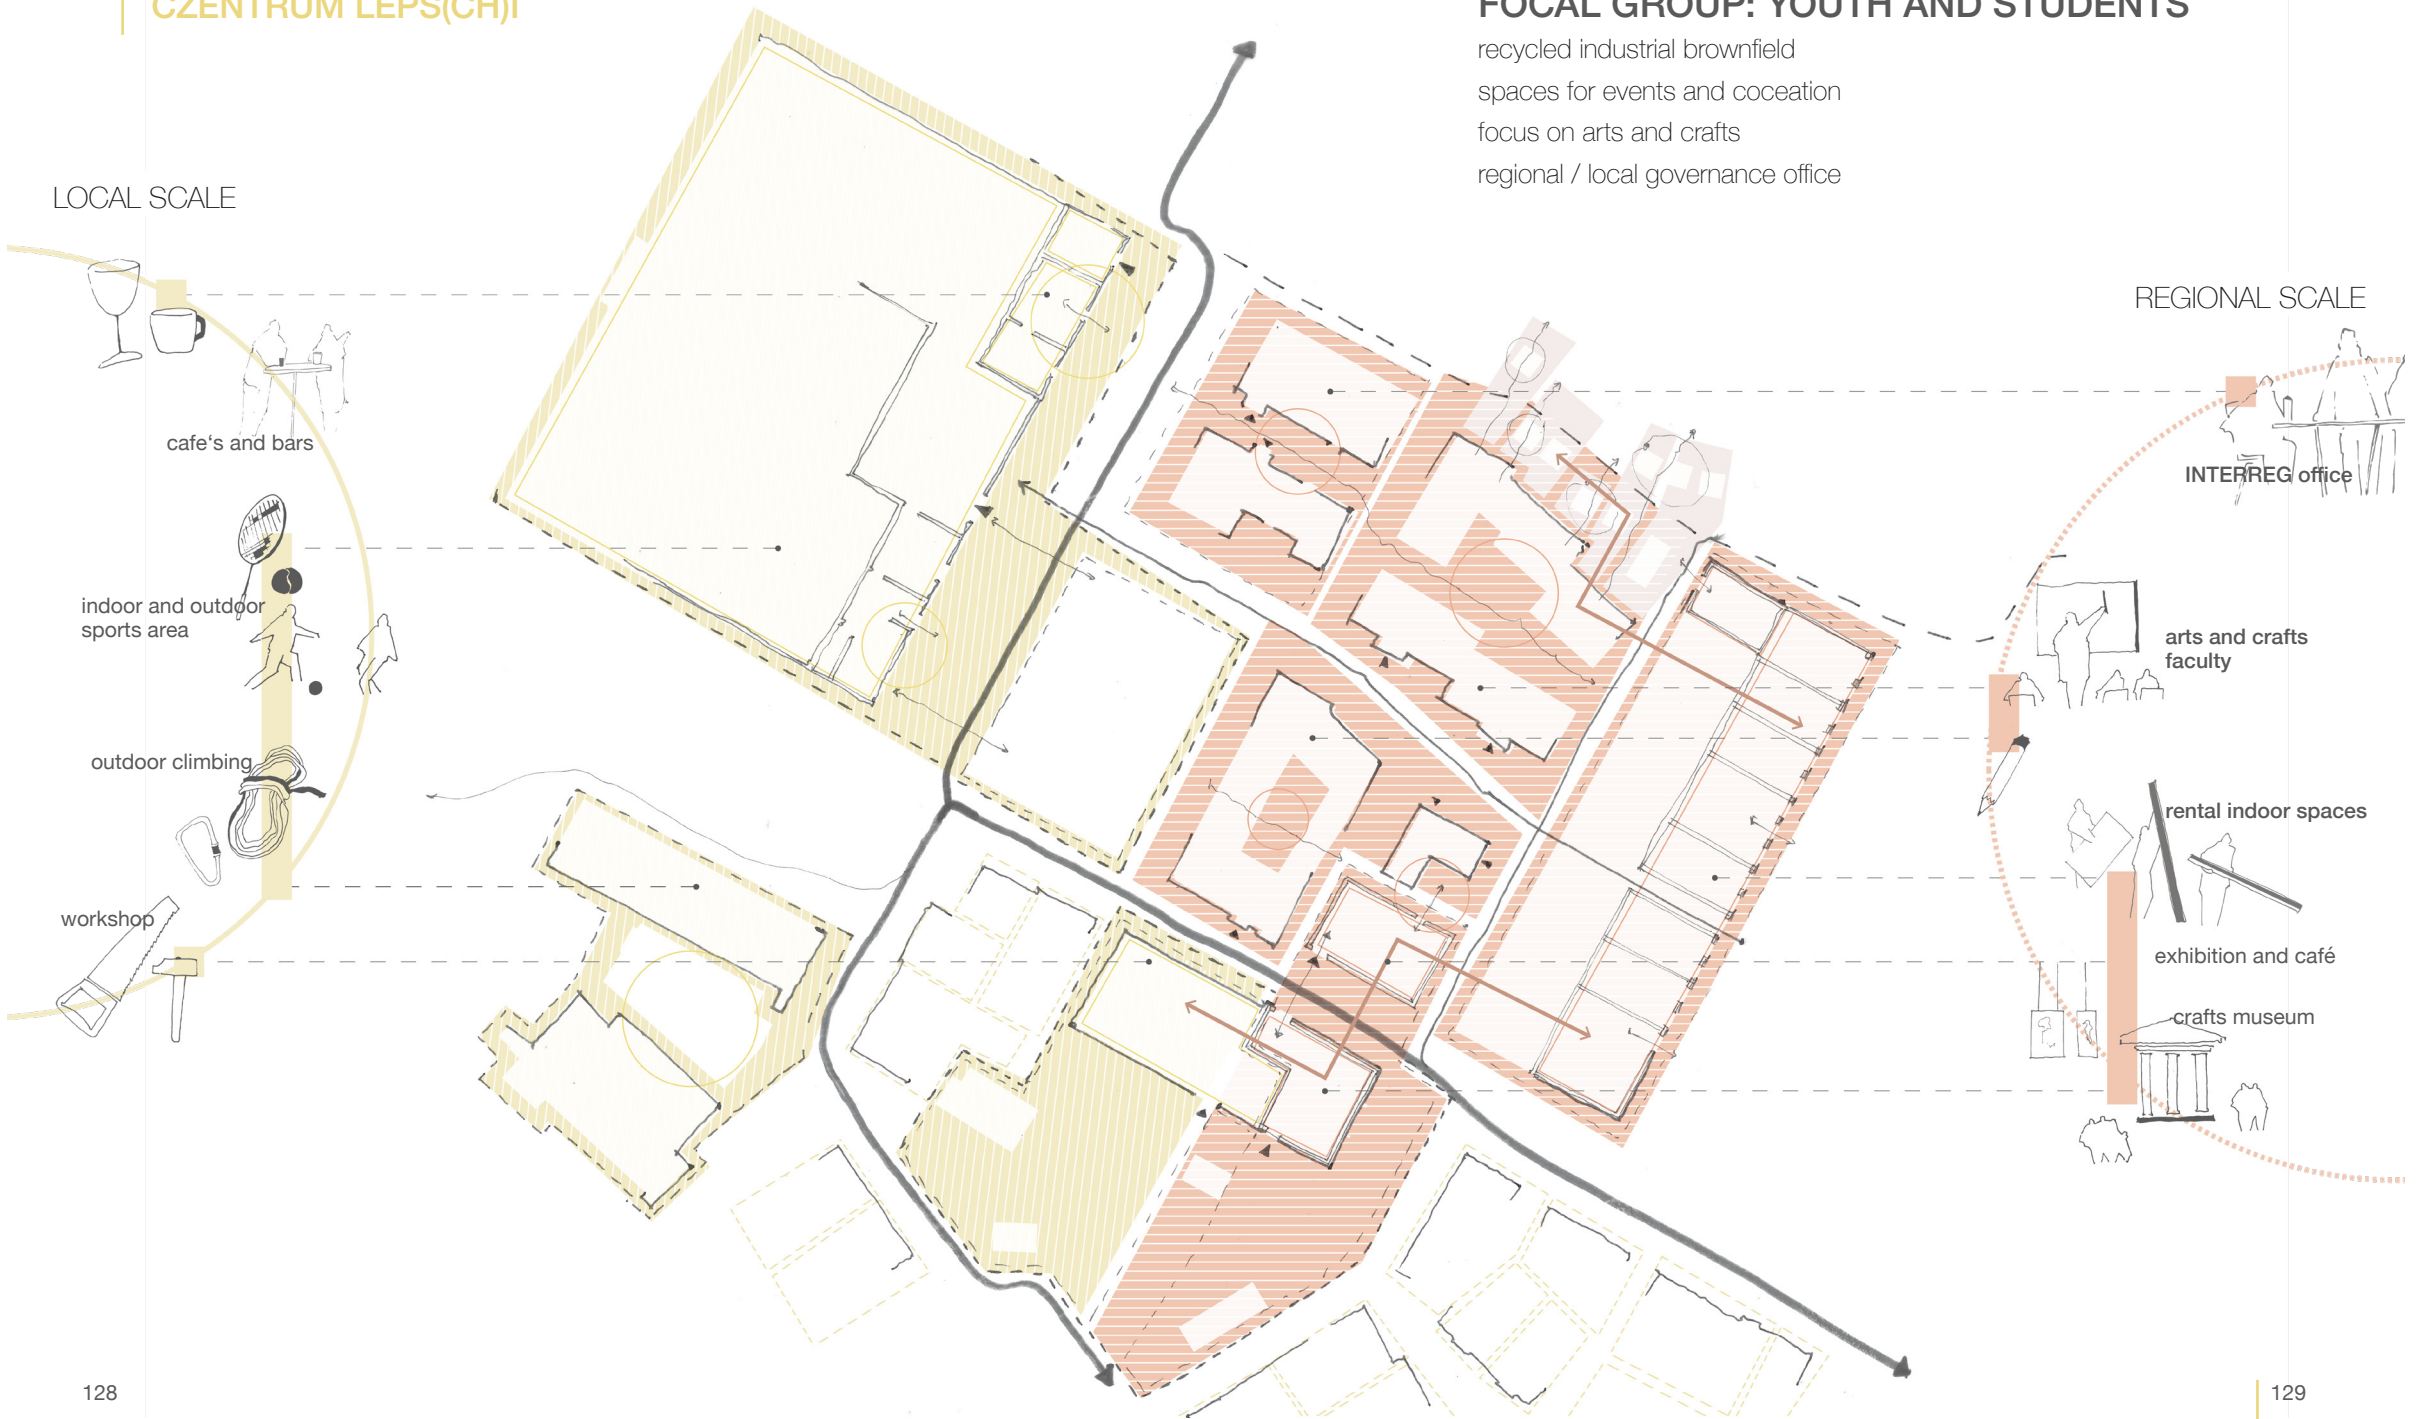 CZENTRUM LEPS(CH)I
FOCAL GROUP: YOUTH AND STUDENTS
recycled industrial brownfield
spaces for events and coceation
focus on arts and crafts
regional / local governance office
LOCAL SCALE
cafe‘s and bars
indoor and outdoor
sports area
outdoor climbing
workshop
REGIONAL SCALE
INTERREG office
arts and crafts
faculty
rental indoor spaces
exhibition and café
crafts museum
128
129